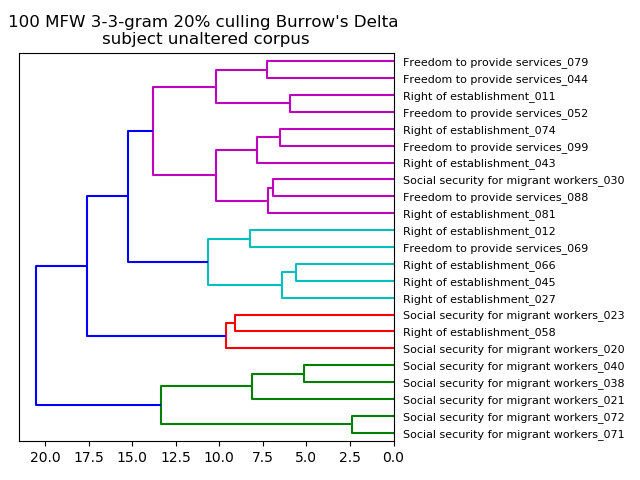 100 MFW 3-3-gram 20% culling Burrow's Delta
subject unaltered corpus
Freedom to provide services_079
Freedom to provide services_044
Right of establishment_011
Freedom to provide services_052
Right of establishment_074
Freedom to provide services_099
Right of establishment_043
Social security for migrant workers_030
Freedom to provide services_088
Right of establishment_081
Right of establishment_012
Freedom to provide services_069
Right of establishment_066
Right of establishment_045
Right of establishment_027
Social security for migrant workers_023
Right of establishment_058
Social security for migrant workers_020
Social security for migrant workers_040
Social security for migrant workers_038
Social security for migrant workers_021
Social security for migrant workers_072
Social security for migrant workers_071
20.0 17.5 15.0 12.5 10.0 7.5 5.0 2.5 0.0